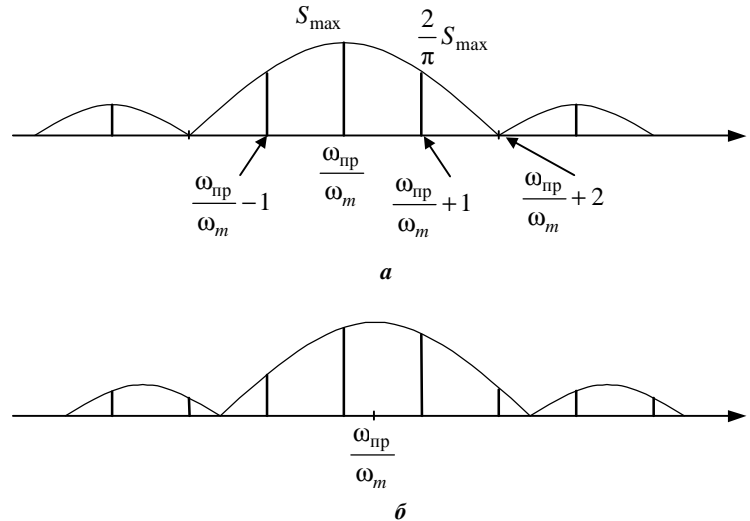 S_max
2/π S_max
ω_пр/ω_m − 1
ω_пр/ω_m
ω_пр/ω_m + 1
ω_пр/ω_m + 2
а
ω_пр/ω_m
б